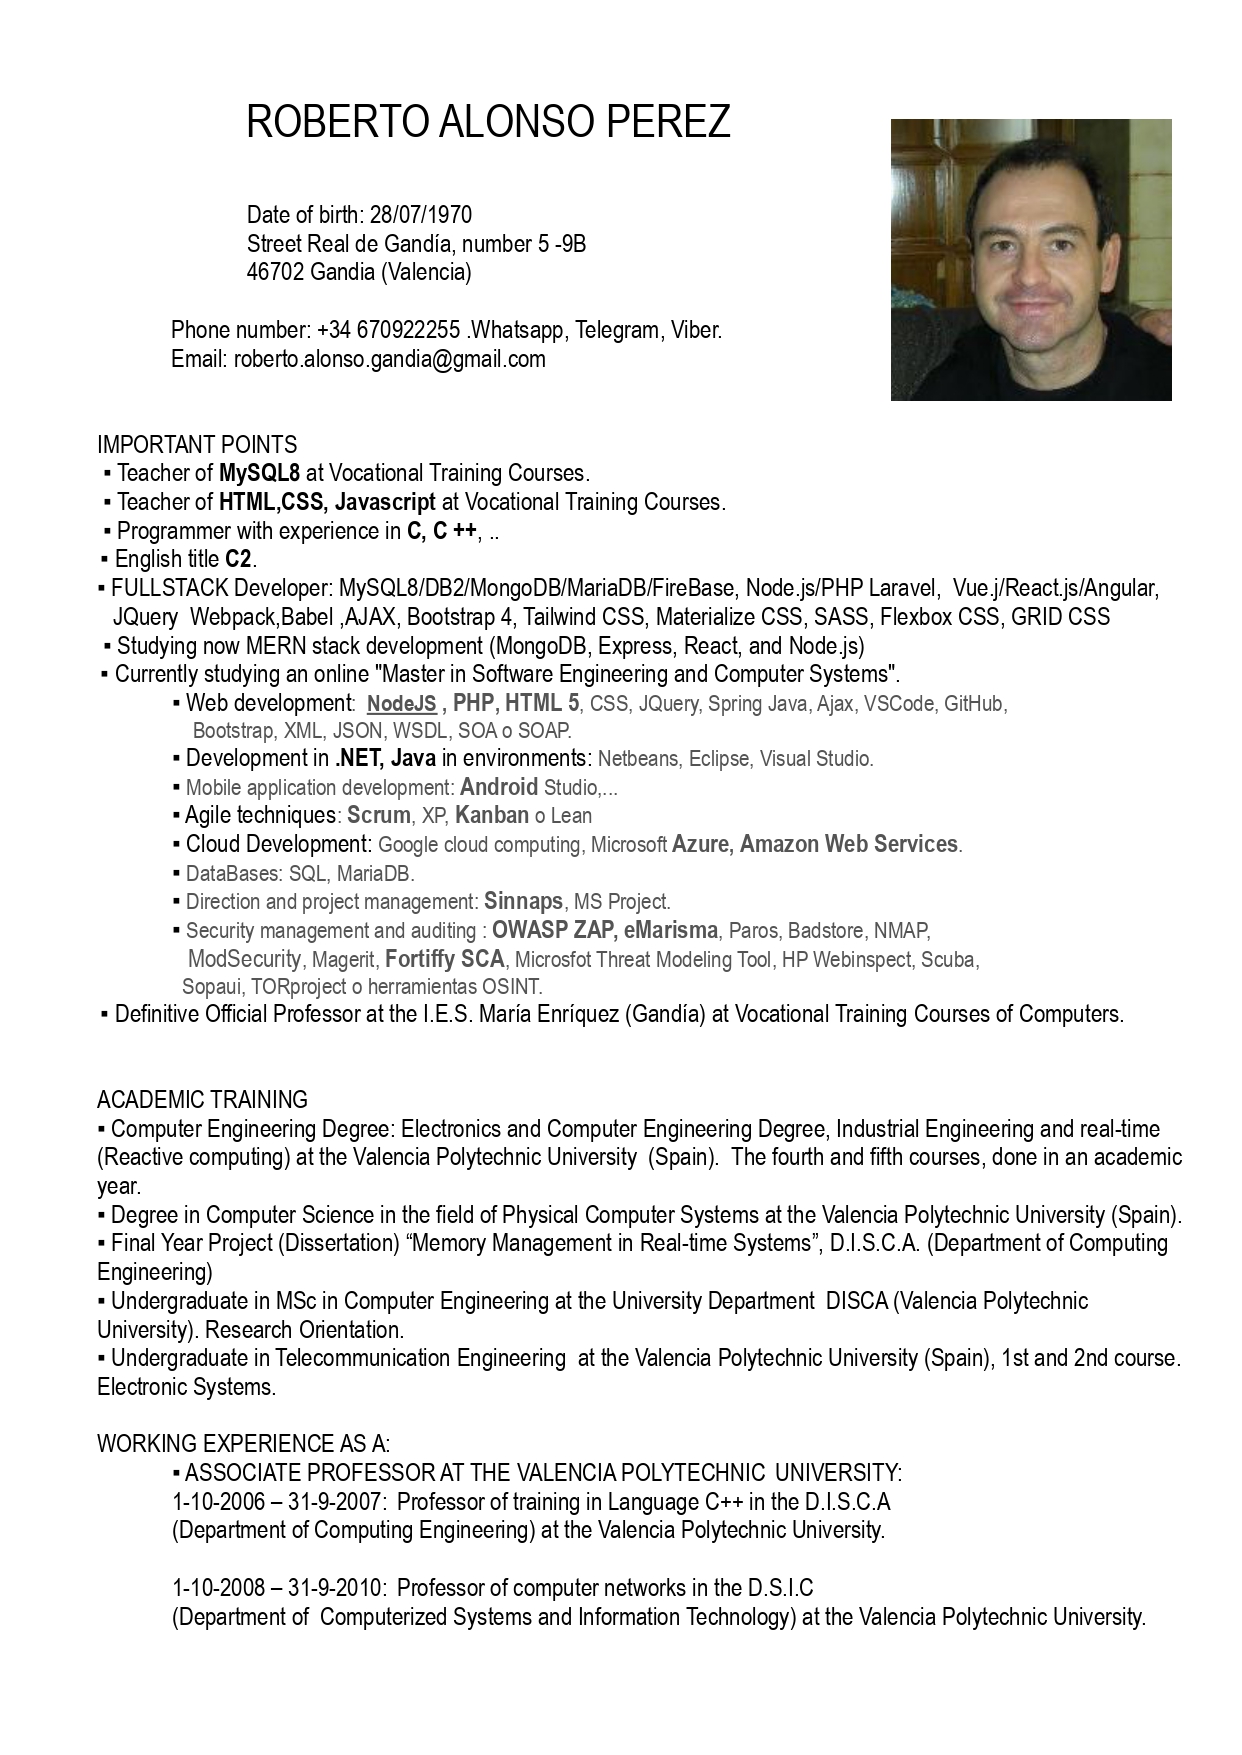 ROBERTO ALONSO PEREZ
Date of birth: 28/07/1970
Street Real de Gandía, number 5 -9B
46702 Gandia (Valencia)
Phone number: +34 670922255 .Whatsapp, Telegram, Viber.
Email: roberto.alonso.gandia@gmail.com
IMPORTANT POINTS
▪ Teacher of MySQL8 at Vocational Training Courses.
▪ Teacher of HTML,CSS, Javascript at Vocational Training Courses.
▪ Programmer with experience in C, C ++, ..
▪ English title C2.
▪ FULLSTACK Developer: MySQL8/DB2/MongoDB/MariaDB/FireBase, Node.js/PHP Laravel, Vue.j/React.js/Angular,
JQuery Webpack,Babel ,AJAX, Bootstrap 4, Tailwind CSS, Materialize CSS, SASS, Flexbox CSS, GRID CSS
▪ Studying now MERN stack development (MongoDB, Express, React, and Node.js)
▪ Currently studying an online "Master in Software Engineering and Computer Systems".
▪ Web development: NodeJS , PHP, HTML 5, CSS, JQuery, Spring Java, Ajax, VSCode, GitHub,
Bootstrap, XML, JSON, WSDL, SOA o SOAP.
▪ Development in .NET, Java in environments: Netbeans, Eclipse, Visual Studio.
▪ Mobile application development: Android Studio,...
▪ Agile techniques: Scrum, XP, Kanban o Lean
▪ Cloud Development: Google cloud computing, Microsoft Azure, Amazon Web Services.
▪ DataBases: SQL, MariaDB.
▪ Direction and project management: Sinnaps, MS Project.
▪ Security management and auditing : OWASP ZAP, eMarisma, Paros, Badstore, NMAP,
ModSecurity, Magerit, Fortiffy SCA, Microsfot Threat Modeling Tool, HP Webinspect, Scuba,
Sopaui, TORproject o herramientas OSINT.
▪ Definitive Official Professor at the I.E.S. María Enríquez (Gandía) at Vocational Training Courses of Computers.
ACADEMIC TRAINING
▪ Computer Engineering Degree: Electronics and Computer Engineering Degree, Industrial Engineering and real-time
(Reactive computing) at the Valencia Polytechnic University (Spain). The fourth and fifth courses, done in an academic
year.
▪ Degree in Computer Science in the field of Physical Computer Systems at the Valencia Polytechnic University (Spain).
▪ Final Year Project (Dissertation) “Memory Management in Real-time Systems”, D.I.S.C.A. (Department of Computing
Engineering)
▪ Undergraduate in MSc in Computer Engineering at the University Department DISCA (Valencia Polytechnic
University). Research Orientation.
▪ Undergraduate in Telecommunication Engineering at the Valencia Polytechnic University (Spain), 1st and 2nd course.
Electronic Systems.
WORKING EXPERIENCE AS A:
▪ ASSOCIATE PROFESSOR AT THE VALENCIA POLYTECHNIC UNIVERSITY:
1-10-2006 – 31-9-2007: Professor of training in Language C++ in the D.I.S.C.A
(Department of Computing Engineering) at the Valencia Polytechnic University.
1-10-2008 – 31-9-2010: Professor of computer networks in the D.S.I.C
(Department of Computerized Systems and Information Technology) at the Valencia Polytechnic University.